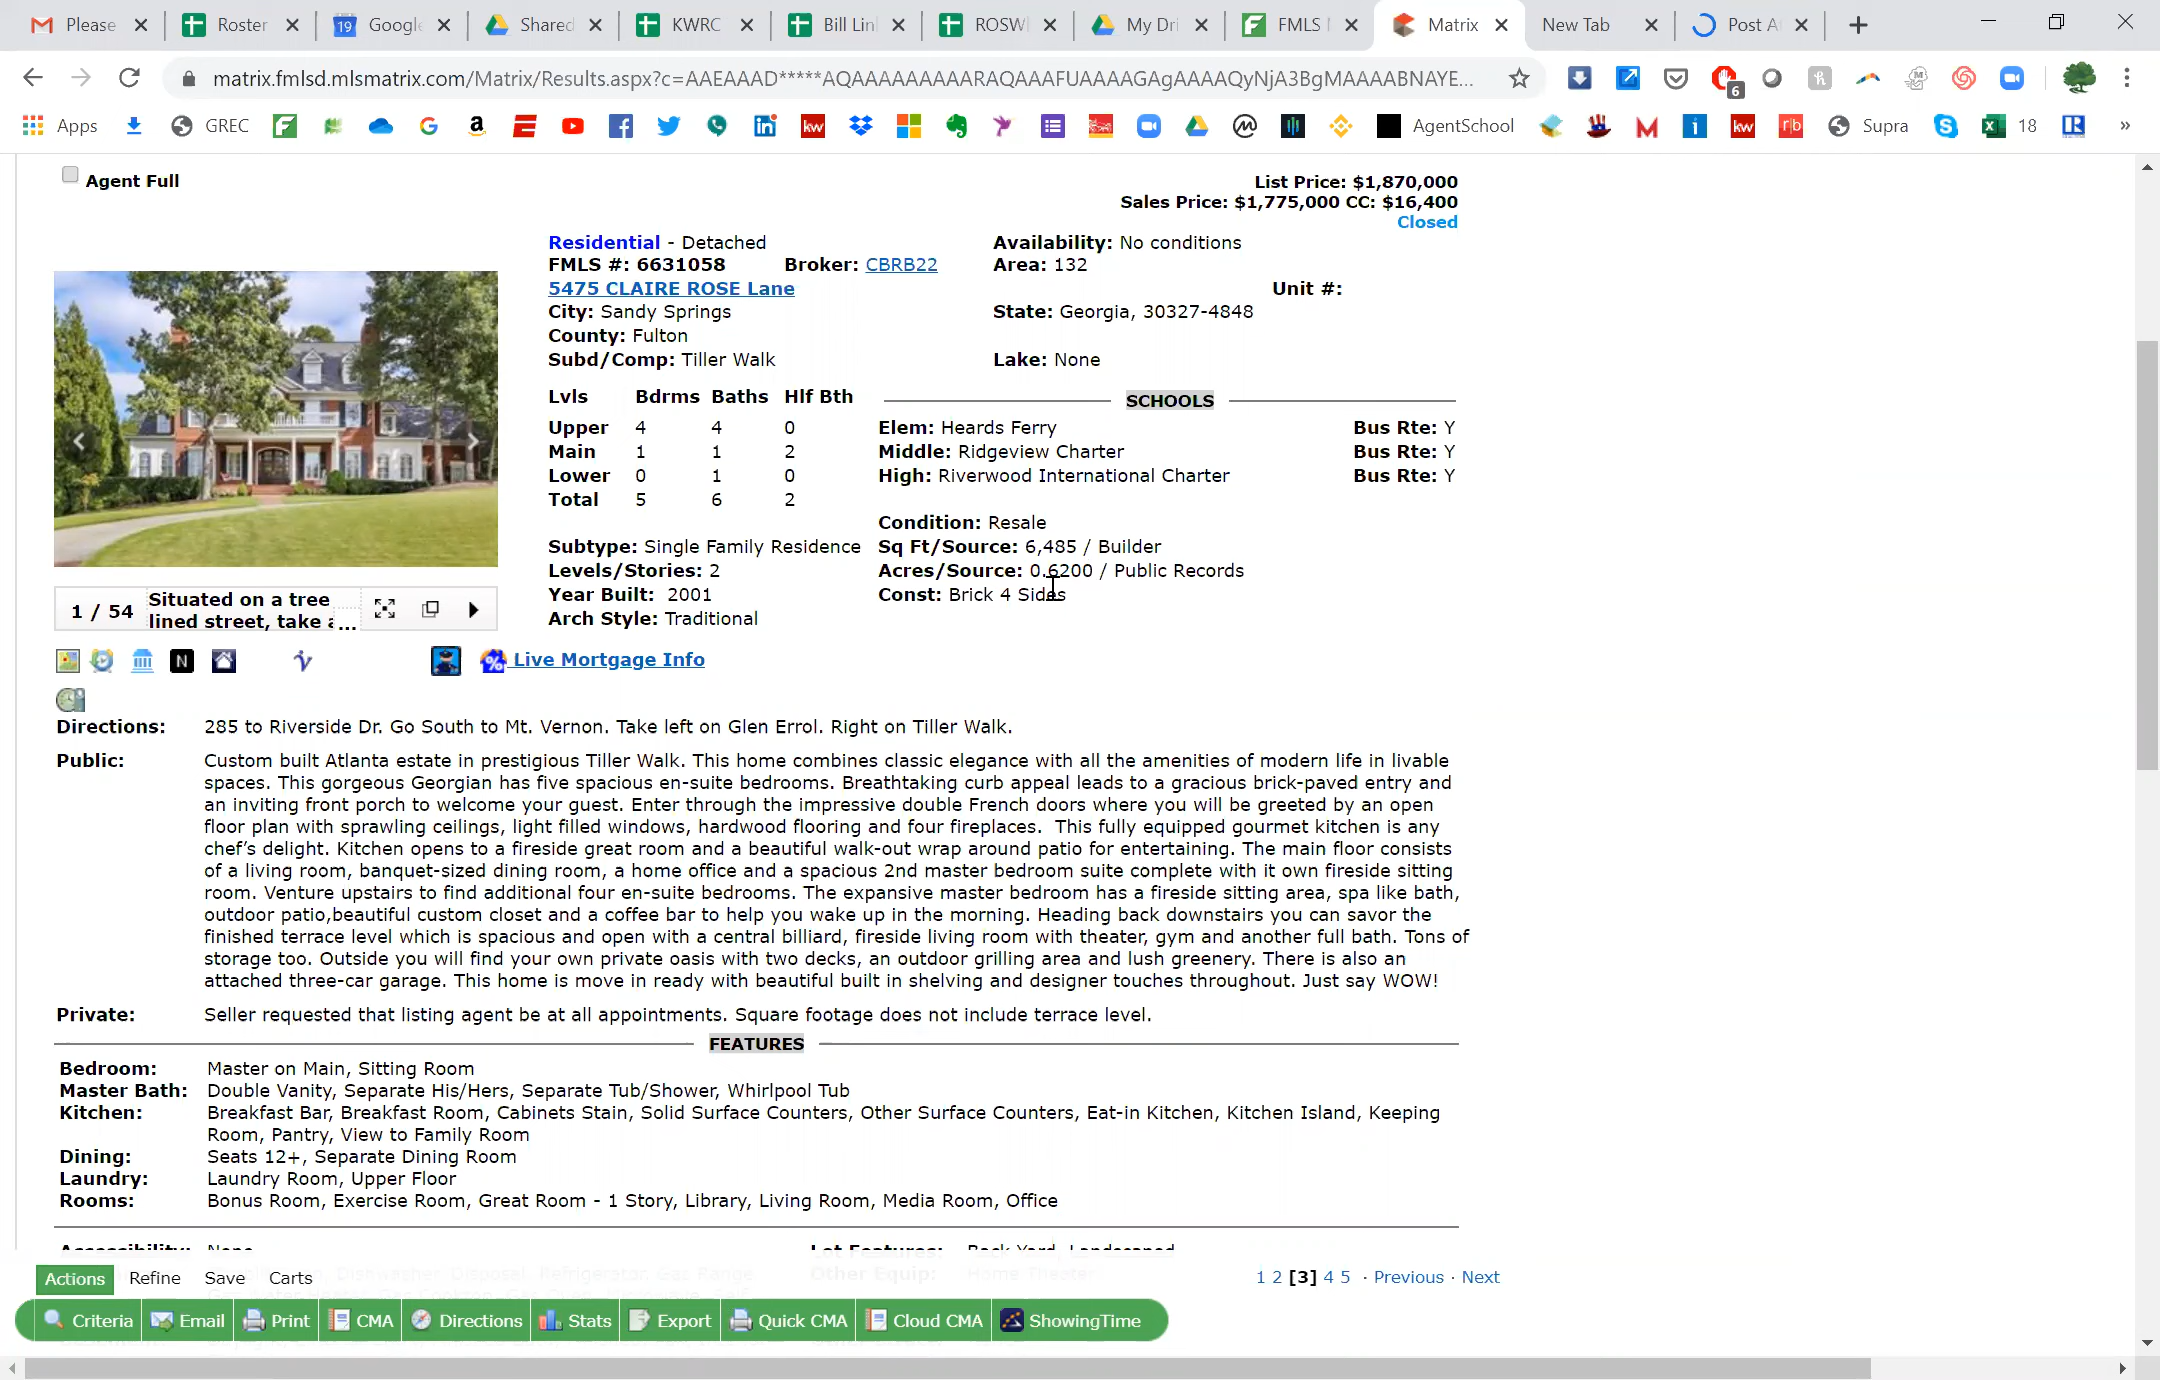 Please
Roster
Google
Shared
KWRC
Bill Lin
ROSW
My Dri
FMLS
Matrix
New Tab
Post A
matrix.fmlsd.mlsmatrix.com/Matrix/Results.aspx?c=AAEAAAD*****AQAAAAAAAAARAQAAAFUAAAAGAgAAAAQyNjA3BgMAAAABNAYE...
6
Apps GREC AgentSchool Supra 18 »
Agent Full
List Price: $1,870,000
Sales Price: $1,775,000 CC: $16,400
Closed
Residential - Detached Availability: No conditions
FMLS #: 6631058 Broker: CBRB22 Area: 132
5475 CLAIRE ROSE Lane Unit #:
City: Sandy Springs State: Georgia, 30327-4848
County: Fulton
Subd/Comp: Tiller Walk Lake: None
Lvls Bdrms Baths Hlf Bth SCHOOLS
Upper 4 4 0 Elem: Heards Ferry Bus Rte: Y
Main 1 1 2 Middle: Ridgeview Charter Bus Rte: Y
Lower 0 1 0 High: Riverwood International Charter Bus Rte: Y
Total 5 6 2
Condition: Resale
Subtype: Single Family Residence Sq Ft/Source: 6,485 / Builder
Levels/Stories: 2 Acres/Source: 0.6200 / Public Records
Year Built: 2001 Const: Brick 4 Sides
Arch Style: Traditional
1 / 54 Situated on a tree
lined street, take a ...
Live Mortgage Info
Directions: 285 to Riverside Dr. Go South to Mt. Vernon. Take left on Glen Errol. Right on Tiller Walk.
Public: Custom built Atlanta estate in prestigious Tiller Walk. This home combines classic elegance with all the amenities of modern life in livable
spaces. This gorgeous Georgian has five spacious en-suite bedrooms. Breathtaking curb appeal leads to a gracious brick-paved entry and
an inviting front porch to welcome your guest. Enter through the impressive double French doors where you will be greeted by an open
floor plan with sprawling ceilings, light filled windows, hardwood flooring and four fireplaces.  This fully equipped gourmet kitchen is any
chef's delight. Kitchen opens to a fireside great room and a beautiful walk-out wrap around patio for entertaining. The main floor consists
of a living room, banquet-sized dining room, a home office and a spacious 2nd master bedroom suite complete with it own fireside sitting
room. Venture upstairs to find additional four en-suite bedrooms. The expansive master bedroom has a fireside sitting area, spa like bath,
outdoor patio,beautiful custom closet and a coffee bar to help you wake up in the morning. Heading back downstairs you can savor the
finished terrace level which is spacious and open with a central billiard, fireside living room with theater, gym and another full bath. Tons of
storage too. Outside you will find your own private oasis with two decks, an outdoor grilling area and lush greenery. There is also an
attached three-car garage. This home is move in ready with beautiful built in shelving and designer touches throughout. Just say WOW!
Private: Seller requested that listing agent be at all appointments. Square footage does not include terrace level.
FEATURES
Bedroom: Master on Main, Sitting Room
Master Bath: Double Vanity, Separate His/Hers, Separate Tub/Shower, Whirlpool Tub
Kitchen: Breakfast Bar, Breakfast Room, Cabinets Stain, Solid Surface Counters, Other Surface Counters, Eat-in Kitchen, Kitchen Island, Keeping
Room, Pantry, View to Family Room
Dining: Seats 12+, Separate Dining Room
Laundry: Laundry Room, Upper Floor
Rooms: Bonus Room, Exercise Room, Great Room - 1 Story, Library, Living Room, Media Room, Office
Accessibility: None Lot Features: Back Yard, Landscaped
Dishwasher, Disposal, Refrigerator, Gas Range Other Equip: Home Theater
Actions Refine Save Carts 1 2 [3] 4 5 · Previous · Next
Criteria Email Print CMA Directions Stats Export Quick CMA Cloud CMA ShowingTime